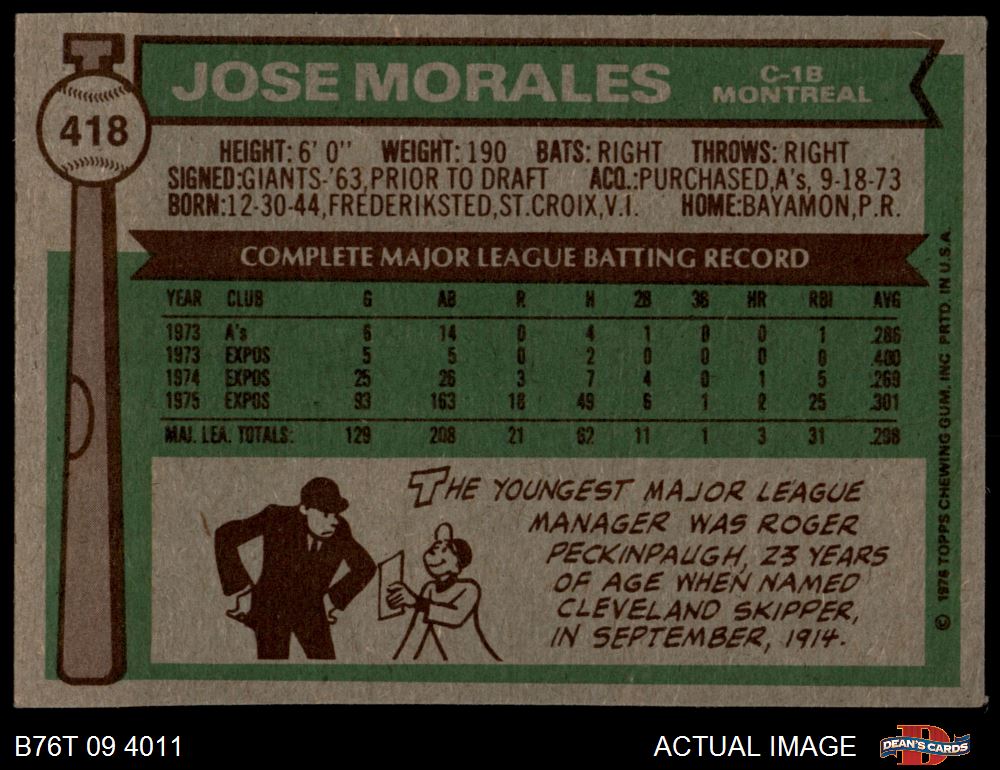 JOSE MORALES C-1B
MONTREAL
418
HEIGHT: 6' 0" WEIGHT: 190 BATS: RIGHT THROWS: RIGHT
SIGNED:GIANTS-'63,PRIOR TO DRAFT ACQ.:PURCHASED,A's, 9-18-73
BORN:12-30-44,FREDERIKSTED,ST.CROIX,V.I. HOME:BAYAMON,P.R.
COMPLETE MAJOR LEAGUE BATTING RECORD
YEAR CLUB G AB R H 2B 3B HR RBI AVG
1973 A's 6 14 0 4 1 0 0 1 .286
1973 EXPOS 5 5 0 2 0 0 0 0 .400
1974 EXPOS 25 26 3 7 4 0 1 5 .269
1975 EXPOS 93 163 18 49 6 1 2 25 .301
MAJ. LEA. TOTALS: 129 208 21 62 11 1 3 31 .298
THE YOUNGEST MAJOR LEAGUE
MANAGER WAS ROGER
PECKINPAUGH, 23 YEARS
OF AGE WHEN NAMED
CLEVELAND SKIPPER,
IN SEPTEMBER, 1914.
© 1976 TOPPS CHEWING GUM, INC. PRTD. IN U.S.A.
B76T 09 4011 ACTUAL IMAGE
D
DEAN'S CARDS